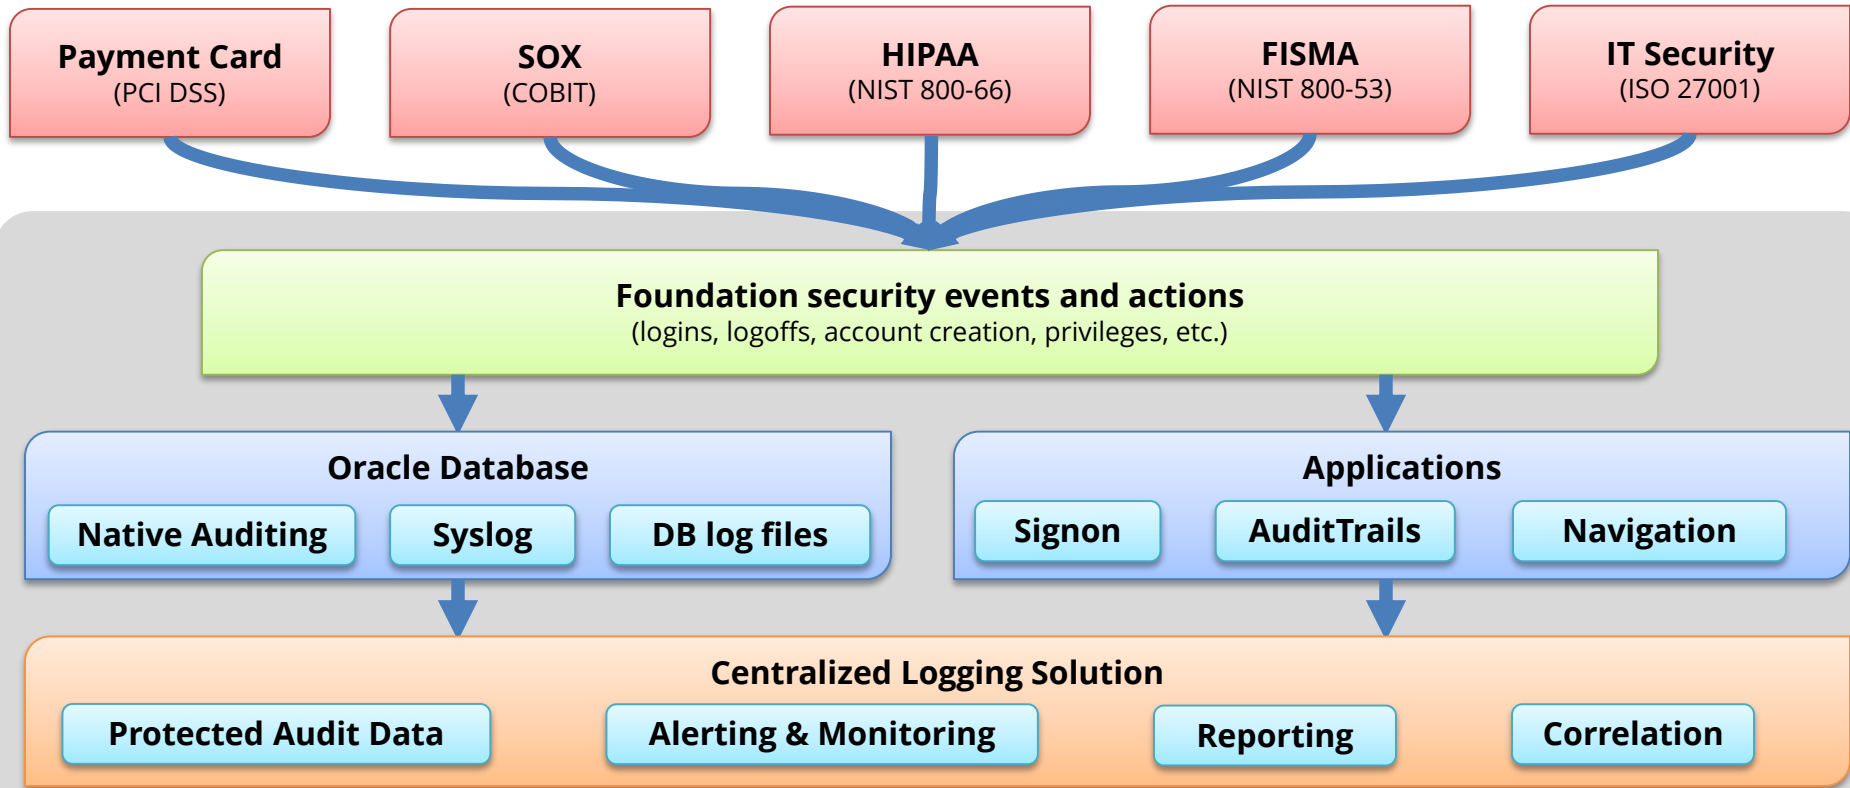 Payment Card
(PCI DSS)
SOX
(COBIT)
HIPAA
(NIST 800-66)
FISMA
(NIST 800-53)
IT Security
(ISO 27001)
Foundation security events and actions
(logins, logoffs, account creation, privileges, etc.)
Oracle Database
Native Auditing
Syslog
DB log files
Applications
Signon
AuditTrails
Navigation
Centralized Logging Solution
Protected Audit Data
Alerting & Monitoring
Reporting
Correlation